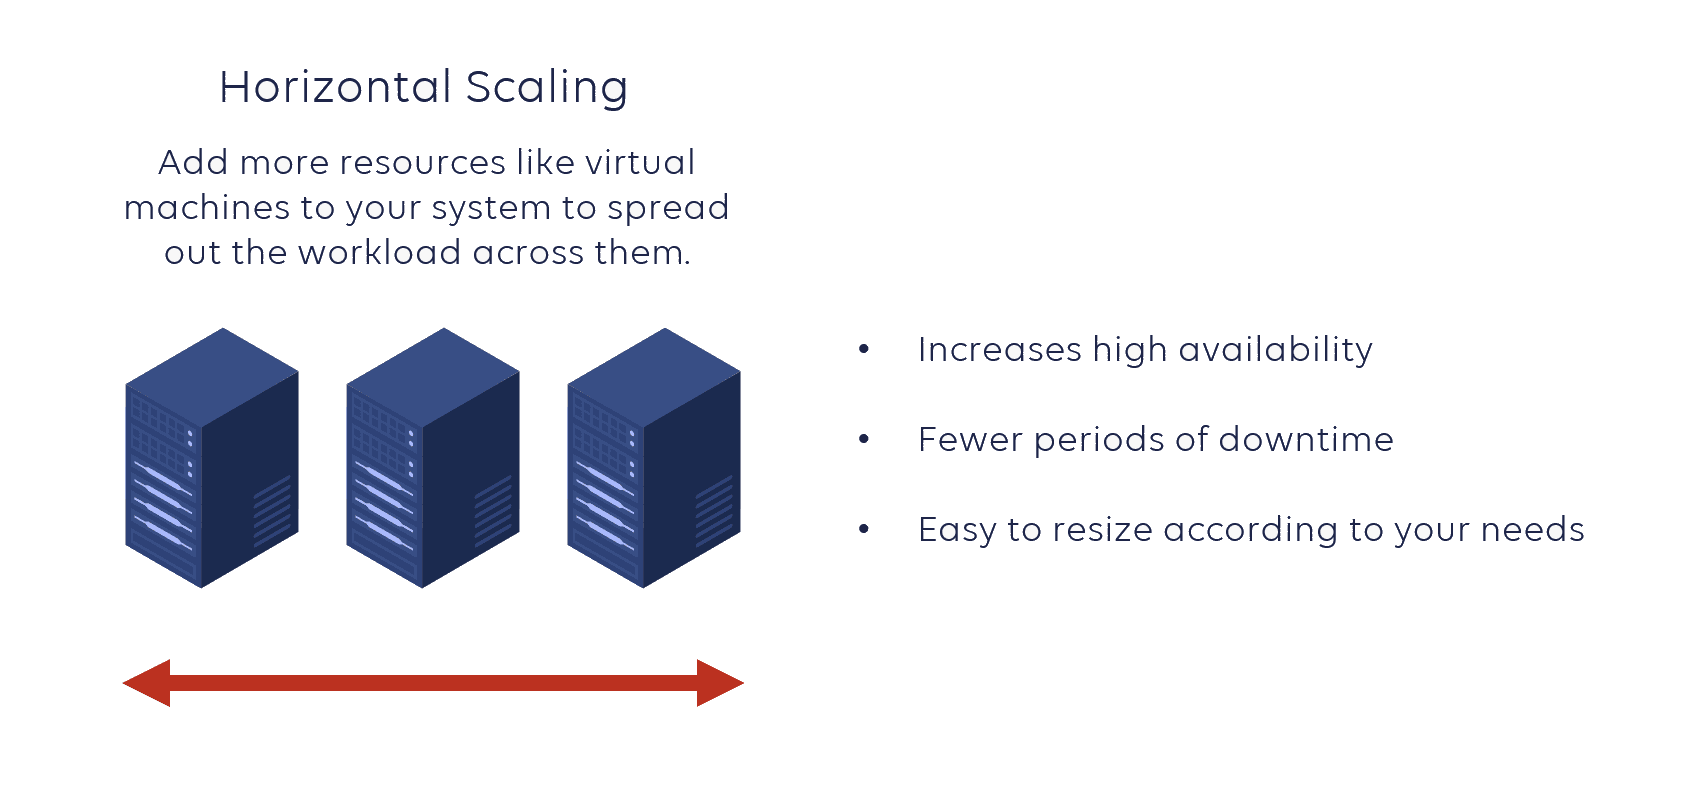 Horizontal Scaling
Add more resources like virtual
machines to your system to spread
out the workload across them.
• Increases high availability
• Fewer periods of downtime
• Easy to resize according to your needs